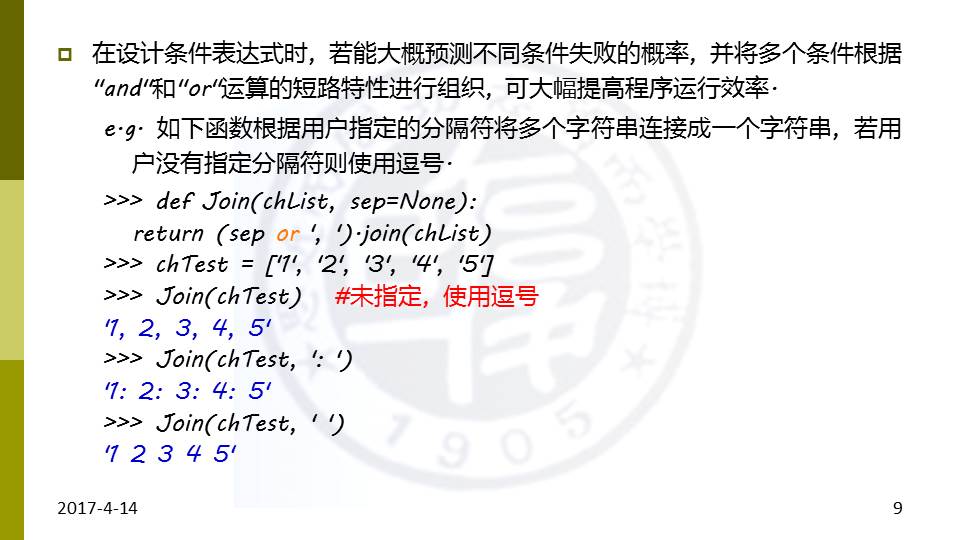 在设计条件表达式时，若能大概预测不同条件失败的概率，并将多个条件根据
"and"和"or"运算的短路特性进行组织，可大幅提高程序运行效率.
e.g. 如下函数根据用户指定的分隔符将多个字符串连接成一个字符串，若用
户没有指定分隔符则使用逗号.
>>> def Join(chList, sep=None):
return (sep or ', ').join(chList)
>>> chTest = ['1', '2', '3', '4', '5']
>>> Join(chTest) #未指定，使用逗号
'1, 2, 3, 4, 5'
>>> Join(chTest, ': ')
'1: 2: 3: 4: 5'
>>> Join(chTest, ' ')
'1 2 3 4 5'
1905
2017-4-14 9